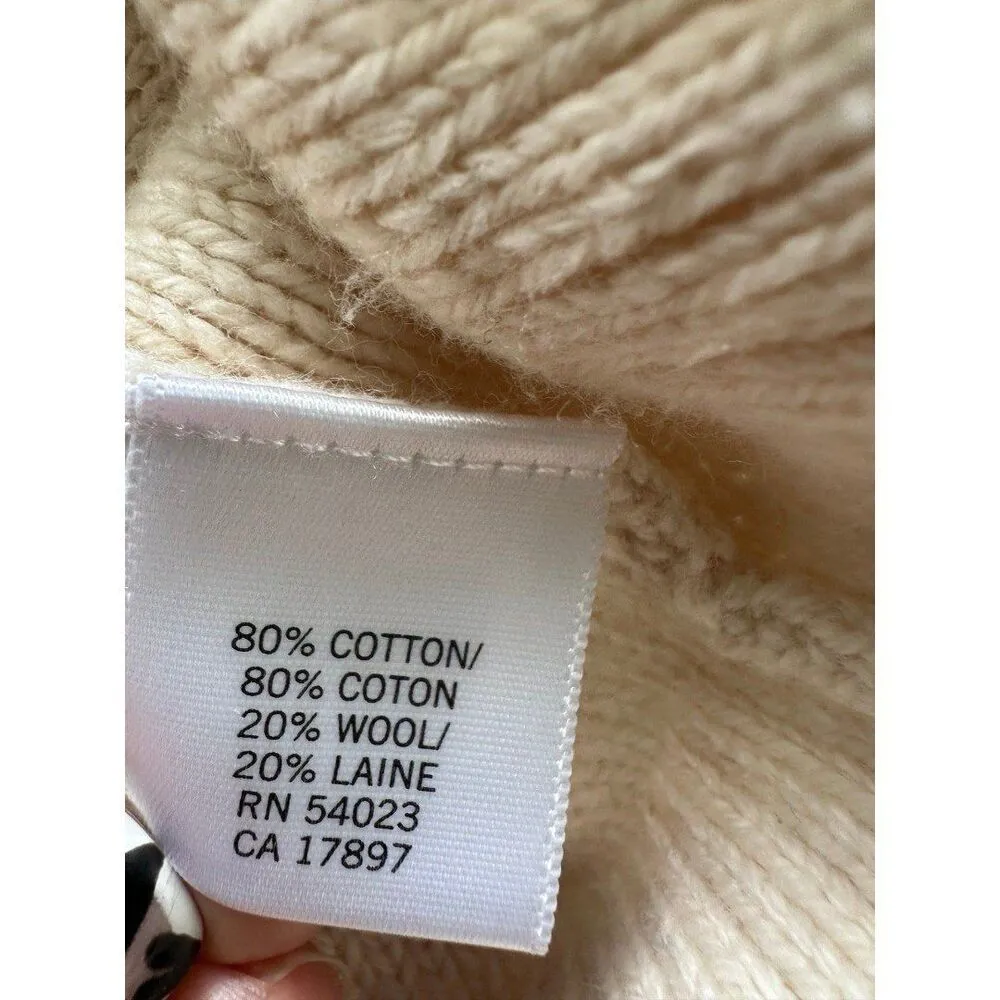 80% COTTON/
80% COTON
20% WOOL/
20% LAINE
RN 54023
CA 17897